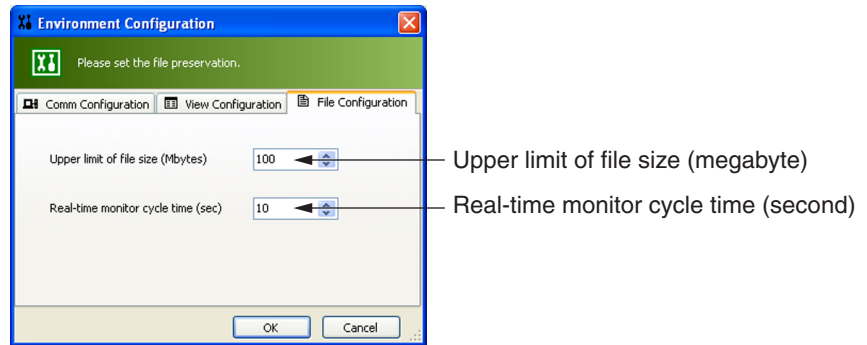 Environment Configuration
Please set the file preservation.
Comm Configuration View Configuration File Configuration
Upper limit of file size (Mbytes) 100 Upper limit of file size (megabyte)
Real-time monitor cycle time (sec) 10 Real-time monitor cycle time (second)
OK Cancel